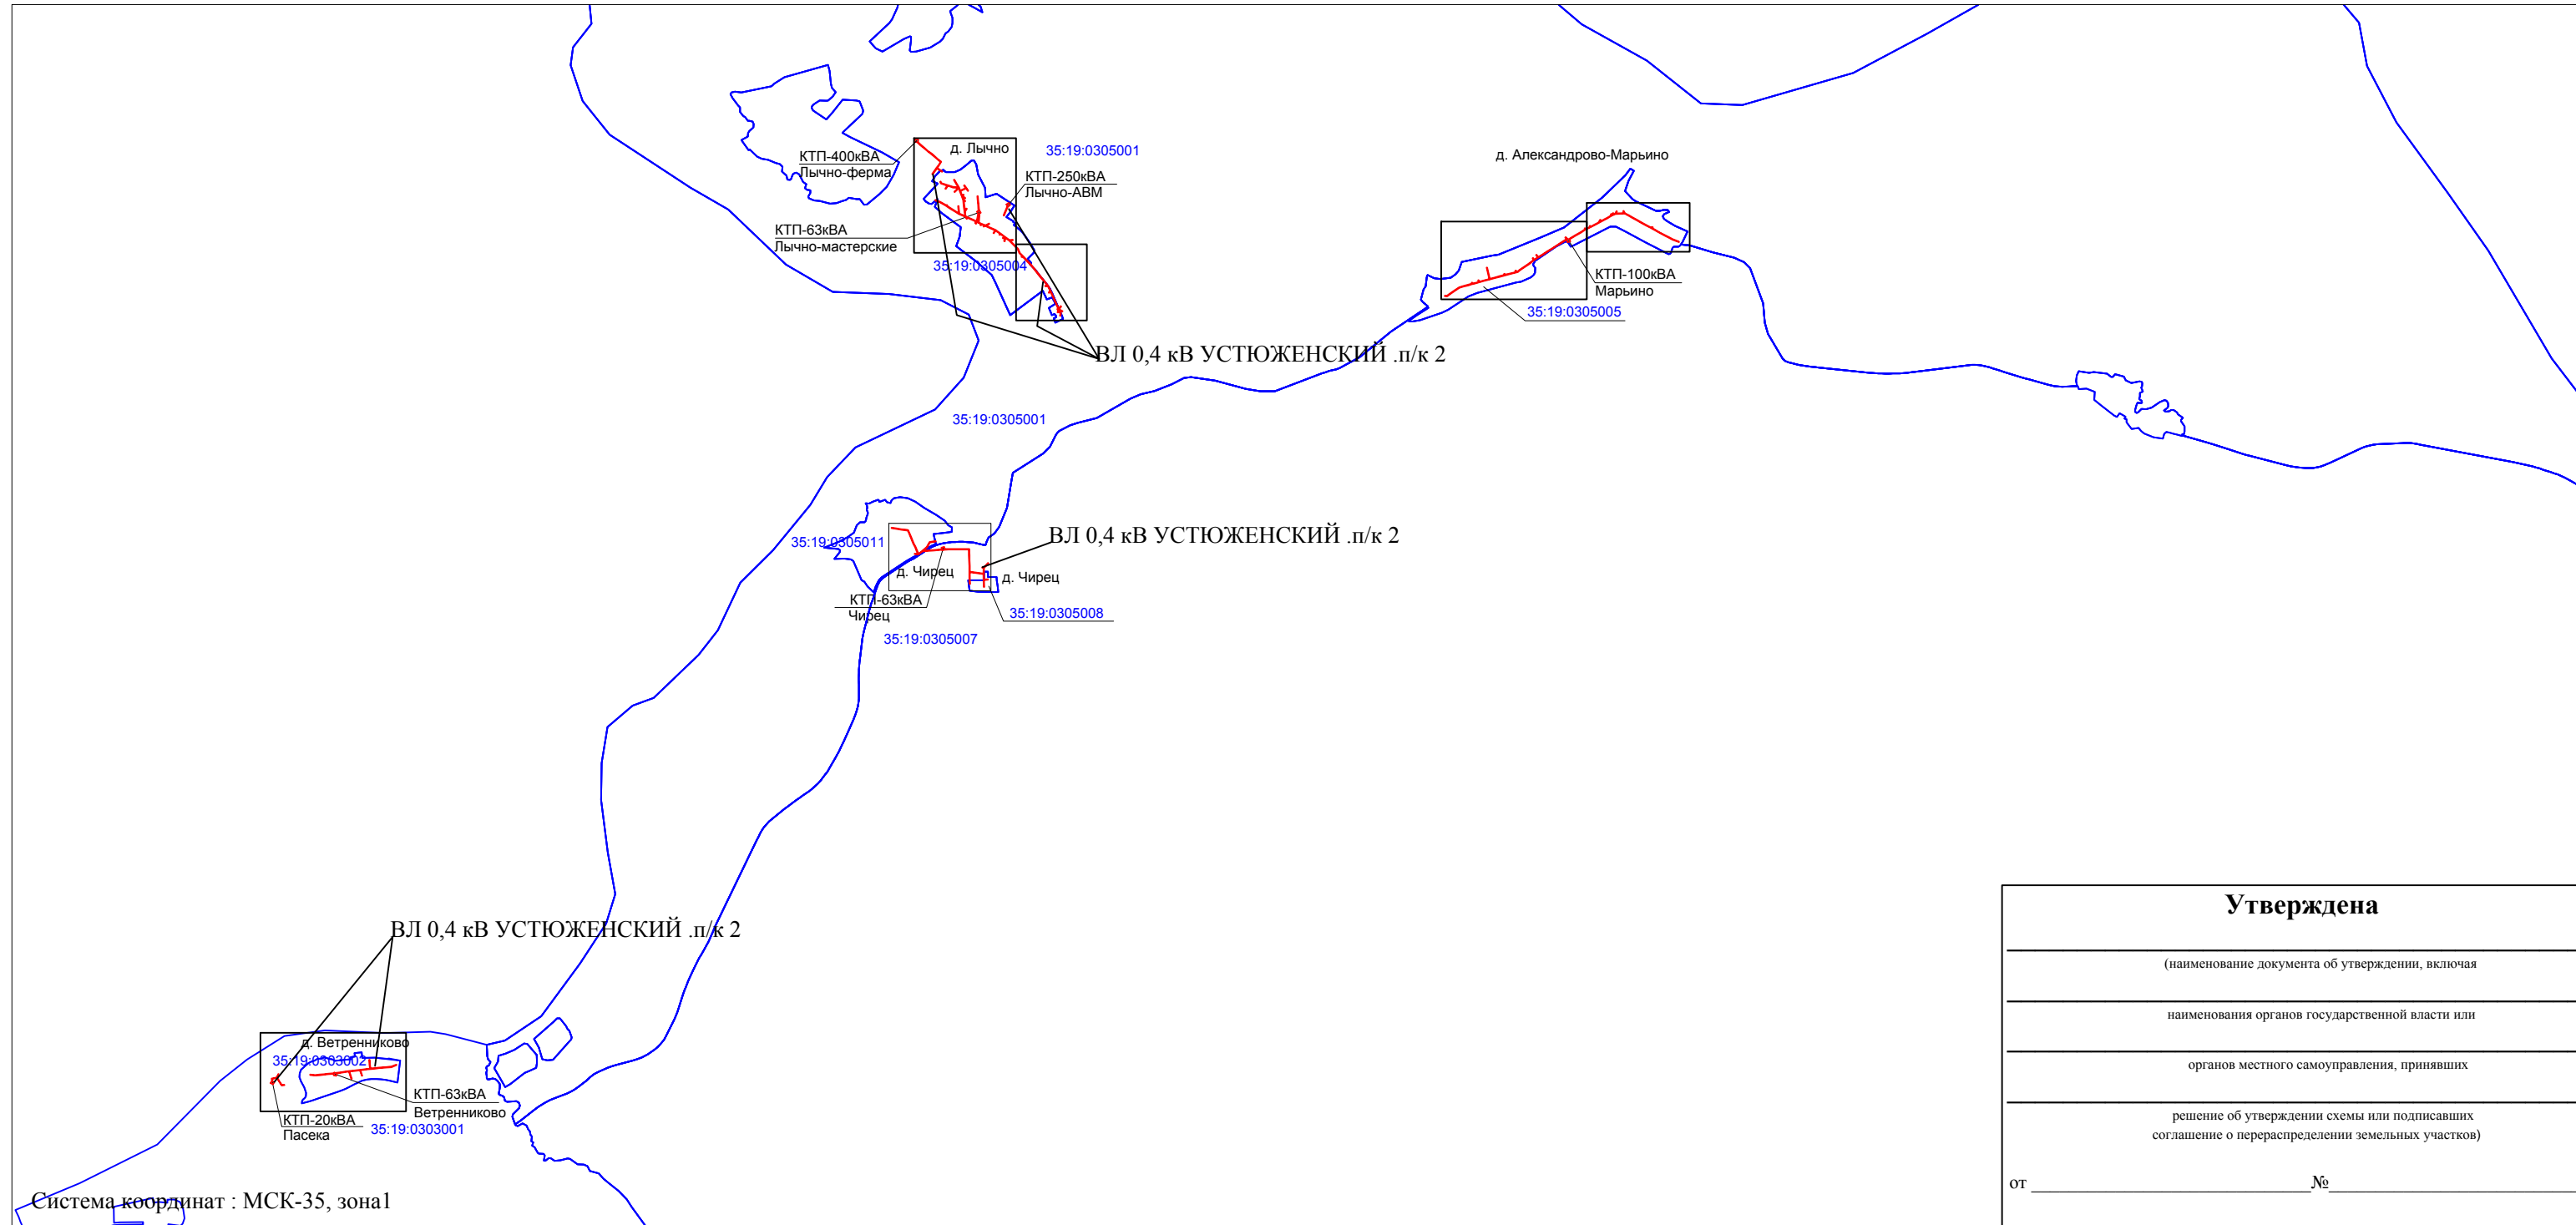 д. Лычно
35:19:0305001
КТП-400кВА
Лычно-ферма
КТП-250кВА
Лычно-АВМ
КТП-63кВА
Лычно-мастерские
35:19:0305004
д. Александрово-Марьино
КТП-100кВА
Марьино
35:19:0305005
ВЛ 0,4 кВ УСТЮЖЕНСКИЙ .п/к 2
35:19:0305001
ВЛ 0,4 кВ УСТЮЖЕНСКИЙ .п/к 2
35:19:0305011
д. Чирец
д. Чирец
КТП-63кВА
Чирец
35:19:0305008
35:19:0305007
ВЛ 0,4 кВ УСТЮЖЕНСКИЙ .п/к 2
д. Ветренниково
35:19:0303002
КТП-63кВА
Ветренниково
КТП-20кВА
Пасека
35:19:0303001
Система координат : МСК-35, зона1
Утверждена
(наименование документа об утверждении, включая
наименования органов государственной власти или
органов местного самоуправления, принявших
решение об утверждении схемы или подписавших
соглашение о перераспределении земельных участков)
от №